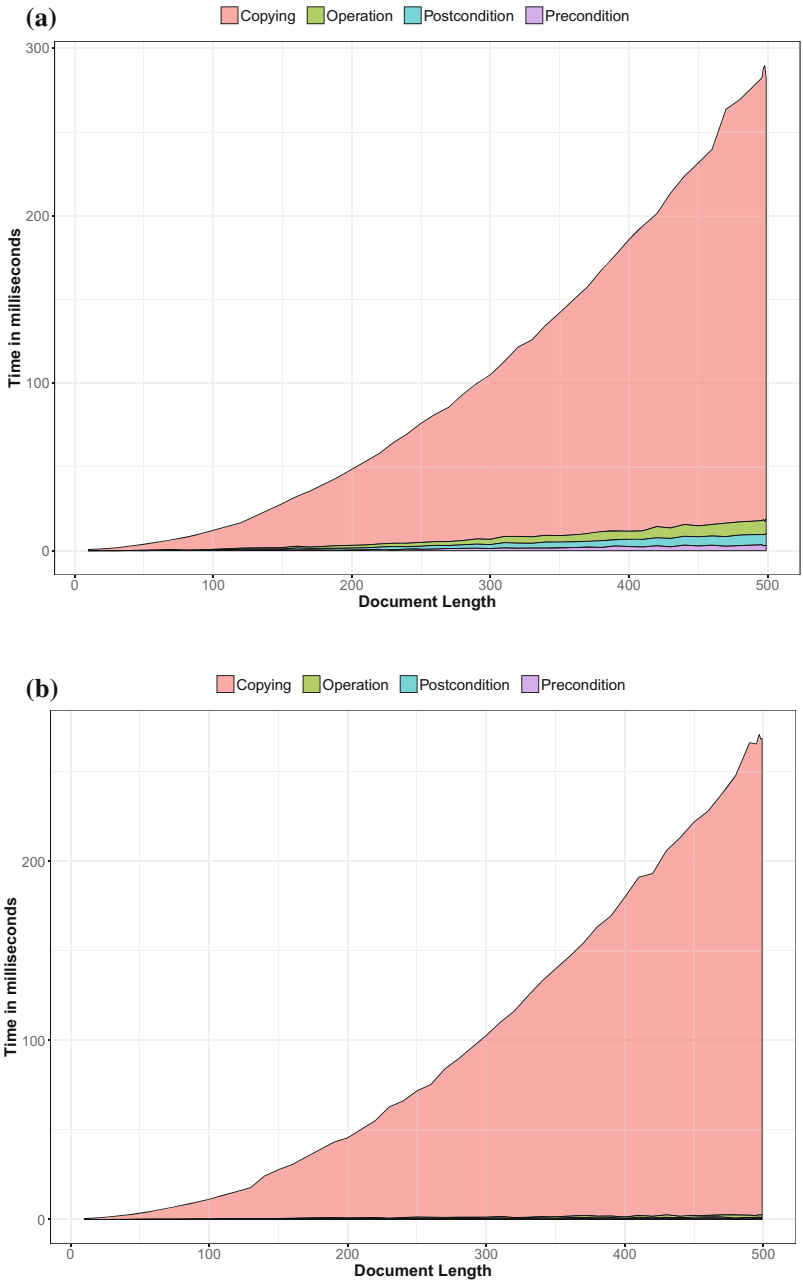 (a)
Copying Operation Postcondition Precondition
300
200
100
0
0 100 200 300 400 500
Time in milliseconds
Document Length
(b)
Copying Operation Postcondition Precondition
200
100
0
0 100 200 300 400 500
Time in milliseconds
Document Length